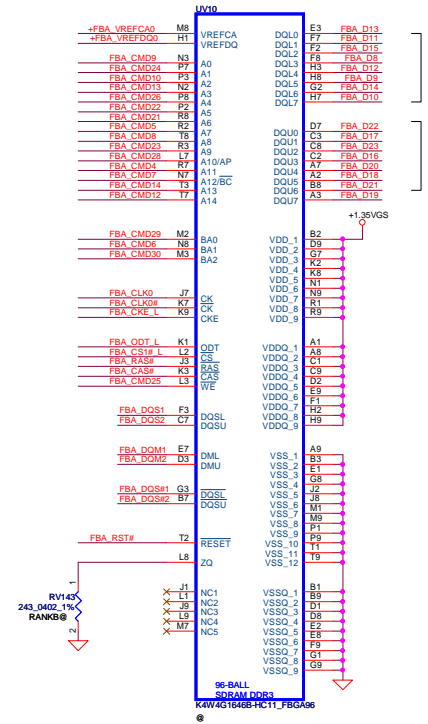 UV10
+FBA_VREFCA0 M8 VREFCA
+FBA_VREFDQ0 H1 VREFDQ
FBA_CMD9 N3 A0
FBA_CMD24 P7 A1
FBA_CMD10 P3 A2
FBA_CMD13 N2 A3
FBA_CMD26 P8 A4
FBA_CMD22 P2 A5
FBA_CMD21 R8 A6
FBA_CMD5 R2 A7
FBA_CMD8 T8 A8
FBA_CMD23 R3 A9
FBA_CMD28 L7 A10/AP
FBA_CMD4 R7 A11
FBA_CMD7 N7 A12/BC
FBA_CMD14 T3 A13
FBA_CMD12 T7 A14
FBA_CMD29 M2 BA0
FBA_CMD6 N8 BA1
FBA_CMD30 M3 BA2
FBA_CLK0 J7 CK
FBA_CLK0# K7 CK
FBA_CKE_L K9 CKE
FBA_ODT_L K1 ODT
FBA_CS1#_L L2 CS
FBA_RAS# J3 RAS
FBA_CAS# K3 CAS
FBA_CMD25 L3 WE
FBA_DQS1 F3 DQSL
FBA_DQS2 C7 DQSU
FBA_DQM1 E7 DML
FBA_DQM2 D3 DMU
FBA_DQS#1 G3 DQSL
FBA_DQS#2 B7 DQSU
FBA_RST# T2 RESET
L8 ZQ
1
RV143
243_0402_1%
RANKB@
2
J1 NC1
L1 NC2
J9 NC3
L9 NC4
M7 NC5
DQL0 E3 FBA_D13
DQL1 F7 FBA_D11
DQL2 F2 FBA_D15
DQL3 F8 FBA_D8
DQL4 H3 FBA_D12
DQL5 H8 FBA_D9
DQL6 G2 FBA_D14
DQL7 H7 FBA_D10
DQU0 D7 FBA_D22
DQU1 C3 FBA_D17
DQU2 C8 FBA_D23
DQU3 C2 FBA_D16
DQU4 A7 FBA_D20
DQU5 A2 FBA_D18
DQU6 B8 FBA_D21
DQU7 A3 FBA_D19
+1.35VGS
VDD_1 B2
VDD_2 D9
VDD_3 G7
VDD_4 K2
VDD_5 K8
VDD_6 N1
VDD_7 N9
VDD_8 R1
VDD_9 R9
VDDQ_1 A1
VDDQ_2 A8
VDDQ_3 C1
VDDQ_4 C9
VDDQ_5 D2
VDDQ_6 E9
VDDQ_7 F1
VDDQ_8 H2
VDDQ_9 H9
VSS_1 A9
VSS_2 B3
VSS_3 E1
VSS_4 G8
VSS_5 J2
VSS_6 J8
VSS_7 M1
VSS_8 M9
VSS_9 P1
VSS_10 P9
VSS_11 T1
VSS_12 T9
VSSQ_1 B1
VSSQ_2 B9
VSSQ_3 D1
VSSQ_4 D8
VSSQ_5 E2
VSSQ_6 E8
VSSQ_7 F9
VSSQ_8 G1
VSSQ_9 G9
96-BALL
SDRAM DDR3
K4W4G1646B-HC11_FBGA96
@